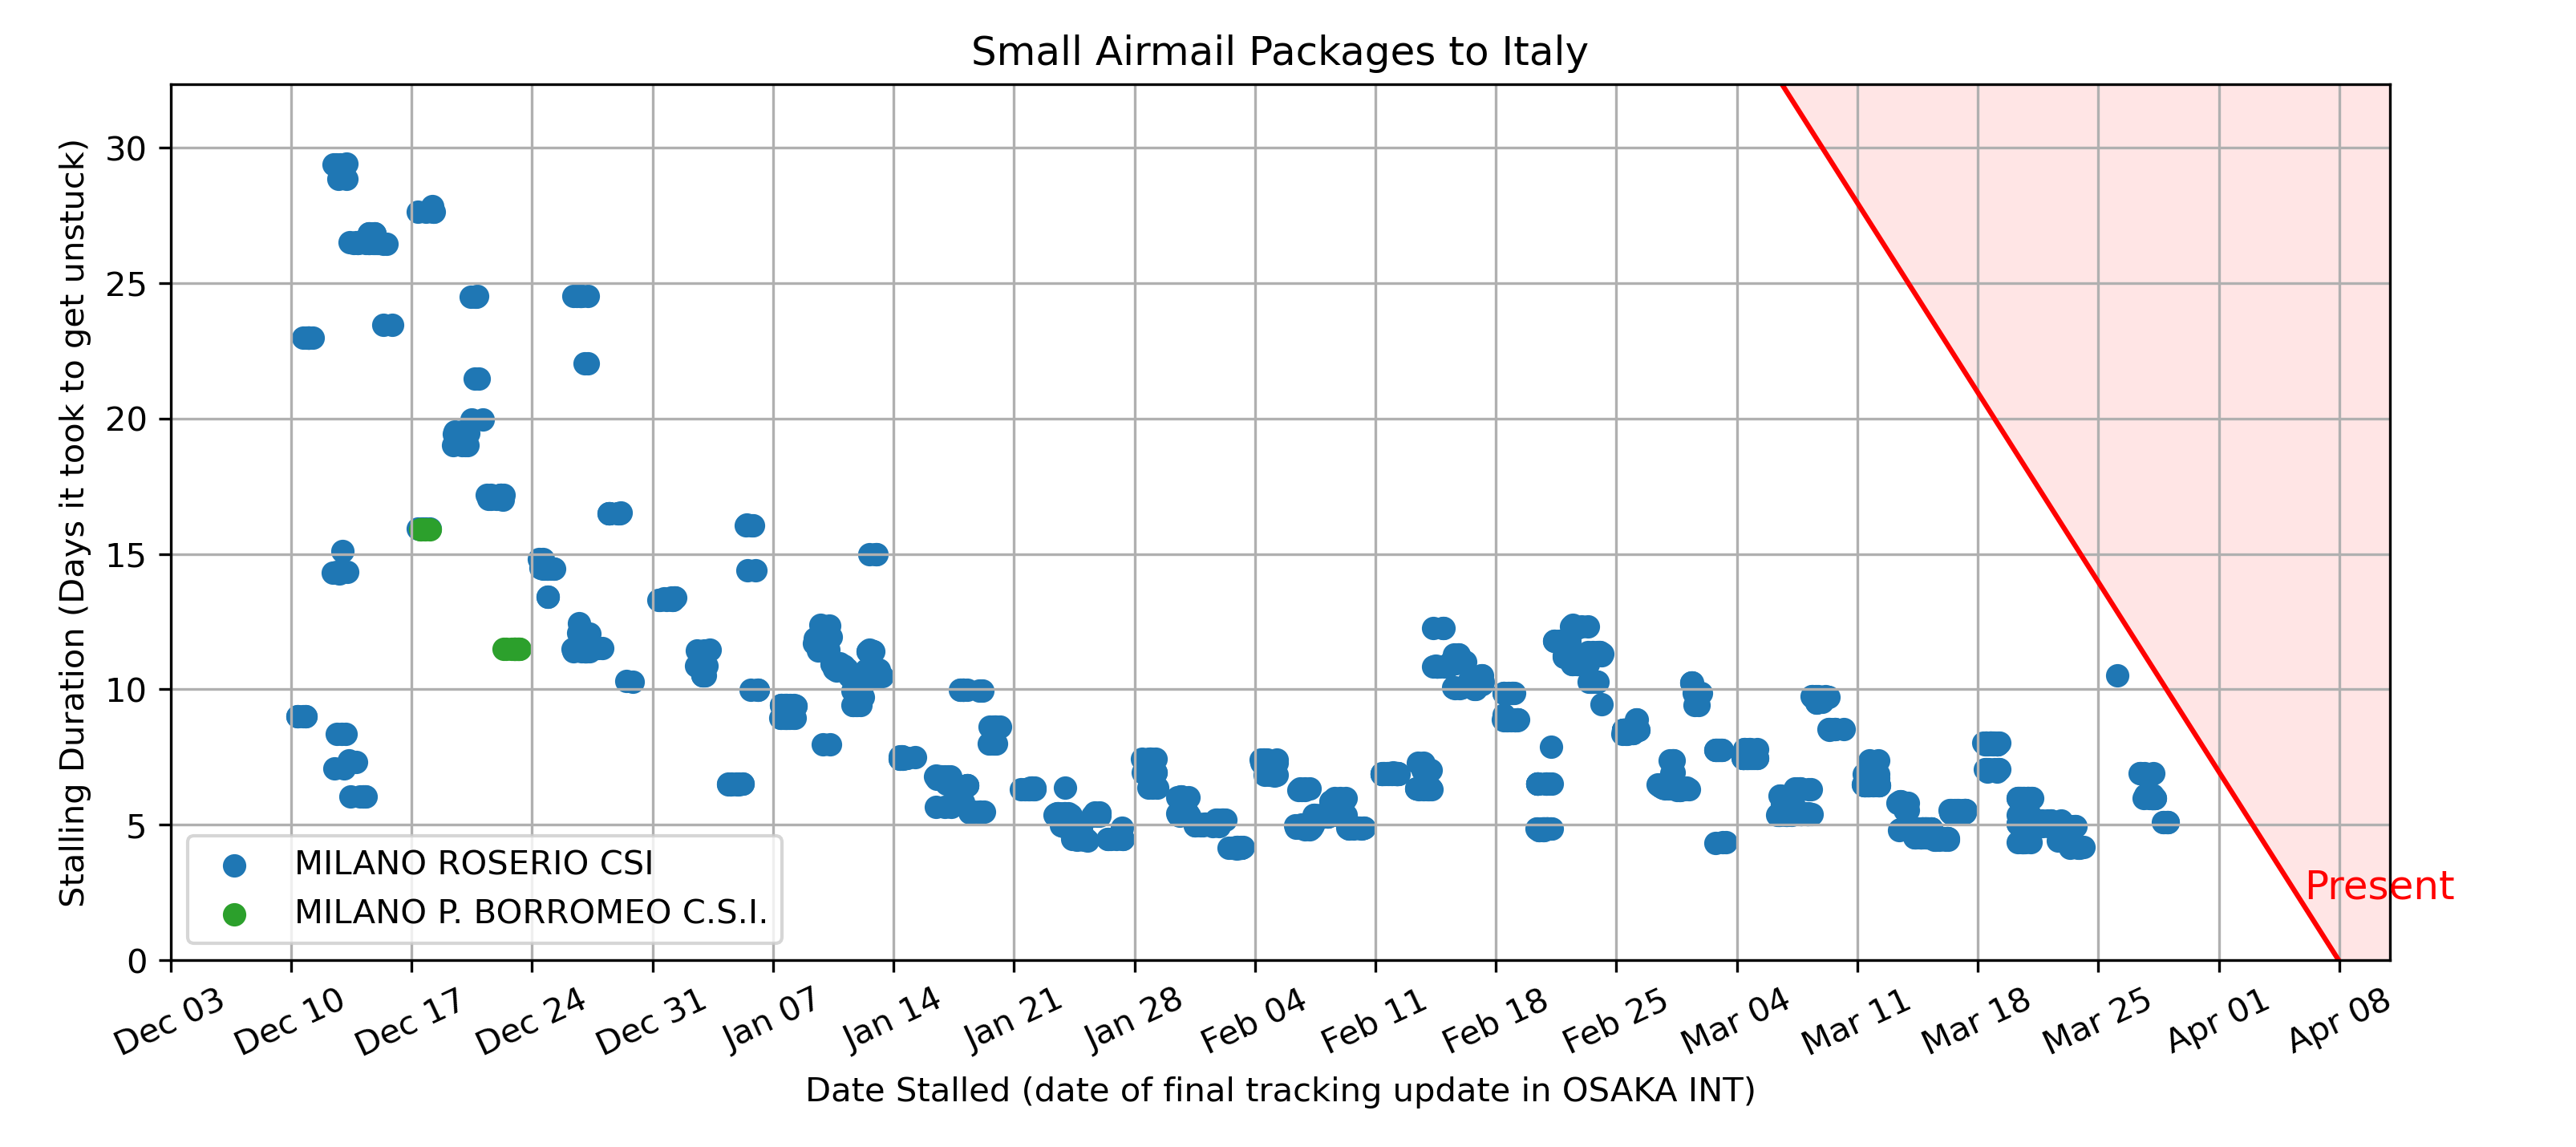 Small Airmail Packages to Italy
Stalling Duration (Days it took to get unstuck)
30
25
20
15
10
5
0
MILANO ROSERIO CSI
MILANO P. BORROMEO C.S.I.
Present
Dec 03
Dec 10
Dec 17
Dec 24
Dec 31
Jan 07
Jan 14
Jan 21
Jan 28
Feb 04
Feb 11
Feb 18
Feb 25
Mar 04
Mar 11
Mar 18
Mar 25
Apr 01
Apr 08
Date Stalled (date of final tracking update in OSAKA INT)